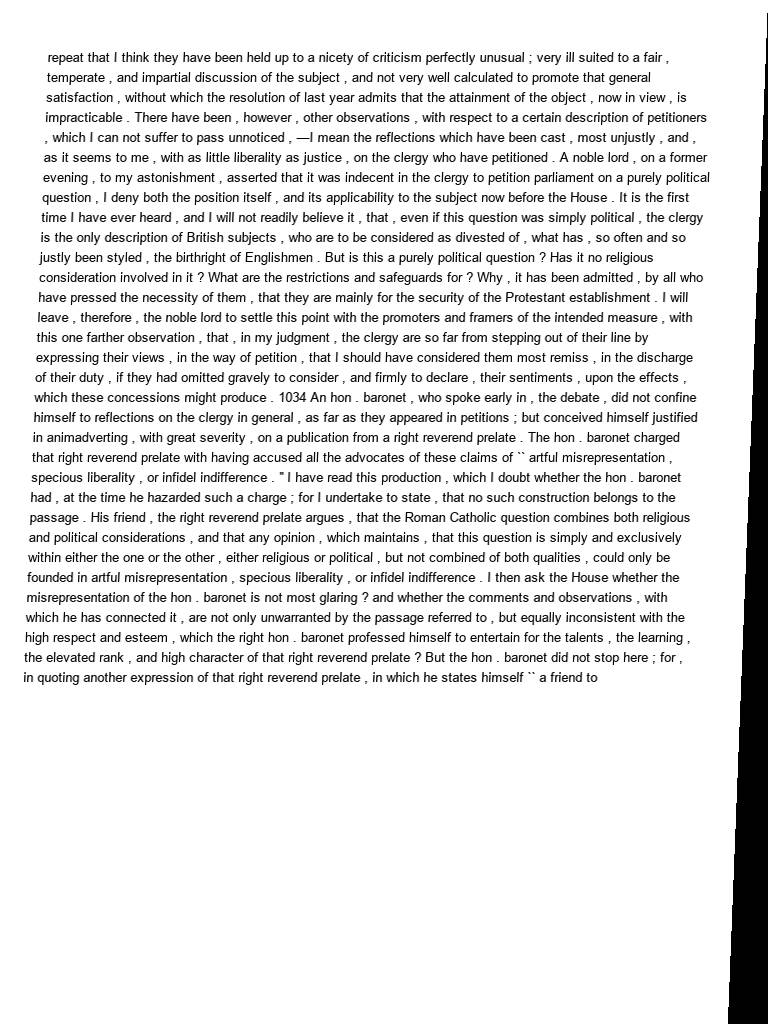 repeat that I think they have been held up to a nicety of criticism perfectly unusual ; very ill suited to a fair ,
temperate , and impartial discussion of the subject , and not very well calculated to promote that general
satisfaction , without which the resolution of last year admits that the attainment of the object , now in view , is
impracticable . There have been , however , other observations , with respect to a certain description of petitioners
, which I can not suffer to pass unnoticed , —I mean the reflections which have been cast , most unjustly , and ,
as it seems to me , with as little liberality as justice , on the clergy who have petitioned . A noble lord , on a former
evening , to my astonishment , asserted that it was indecent in the clergy to petition parliament on a purely political
question , I deny both the position itself , and its applicability to the subject now before the House . It is the first
time I have ever heard , and I will not readily believe it , that , even if this question was simply political , the clergy
is the only description of British subjects , who are to be considered as divested of , what has , so often and so
justly been styled , the birthright of Englishmen . But is this a purely political question ? Has it no religious
consideration involved in it ? What are the restrictions and safeguards for ? Why , it has been admitted , by all who
have pressed the necessity of them , that they are mainly for the security of the Protestant establishment . I will
leave , therefore , the noble lord to settle this point with the promoters and framers of the intended measure , with
this one farther observation , that , in my judgment , the clergy are so far from stepping out of their line by
expressing their views , in the way of petition , that I should have considered them most remiss , in the discharge
of their duty , if they had omitted gravely to consider , and firmly to declare , their sentiments , upon the effects ,
which these concessions might produce . 1034 An hon . baronet , who spoke early in , the debate , did not confine
himself to reflections on the clergy in general , as far as they appeared in petitions ; but conceived himself justified
in animadverting , with great severity , on a publication from a right reverend prelate . The hon . baronet charged
that right reverend prelate with having accused all the advocates of these claims of `` artful misrepresentation ,
specious liberality , or infidel indifference . " I have read this production , which I doubt whether the hon . baronet
had , at the time he hazarded such a charge ; for I undertake to state , that no such construction belongs to the
passage . His friend , the right reverend prelate argues , that the Roman Catholic question combines both religious
and political considerations , and that any opinion , which maintains , that this question is simply and exclusively
within either the one or the other , either religious or political , but not combined of both qualities , could only be
founded in artful misrepresentation , specious liberality , or infidel indifference . I then ask the House whether the
misrepresentation of the hon . baronet is not most glaring ? and whether the comments and observations , with
which he has connected it , are not only unwarranted by the passage referred to , but equally inconsistent with the
high respect and esteem , which the right hon . baronet professed himself to entertain for the talents , the learning ,
the elevated rank , and high character of that right reverend prelate ? But the hon . baronet did not stop here ; for ,
in quoting another expression of that right reverend prelate , in which he states himself `` a friend to